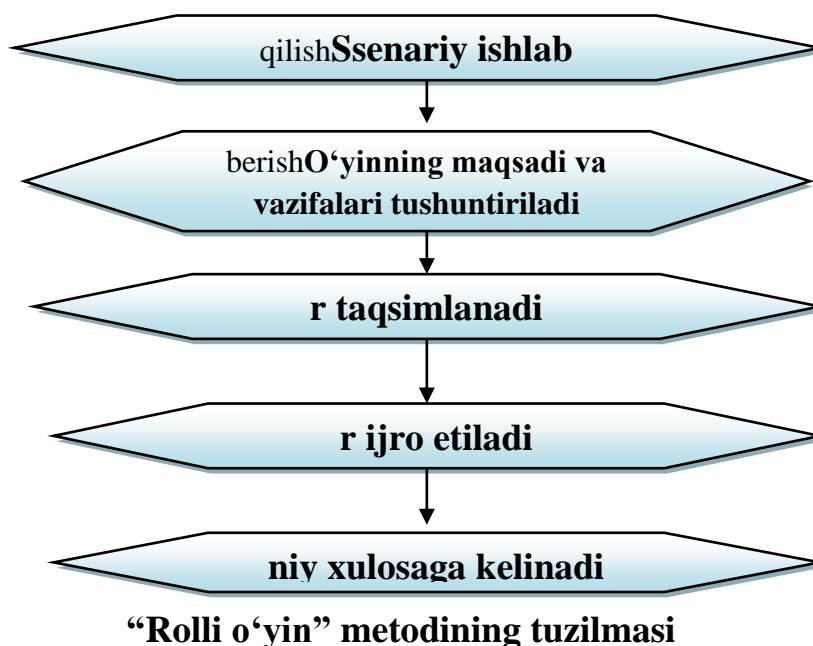 qilishSsenariy ishlab
berishO‘yinning maqsadi va
vazifalari tushuntiriladi
r taqsimlanadi
r ijro etiladi
niy xulosaga kelinadi
“Rolli o‘yin” metodining tuzilmasi